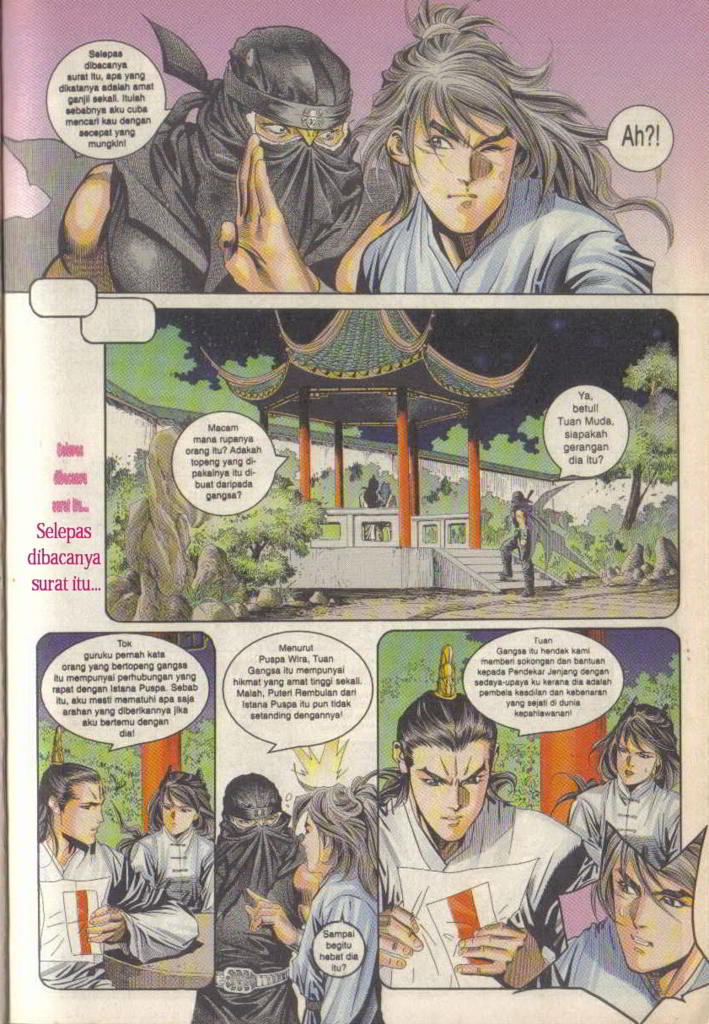 Selepas
dibacanya
surat itu, apa yang
dikatanya adalah amat
ganjil sekali. Itulah
sebabnya aku cuba
mencari kau dengan
secepat yang
mungkin!
Ah?!
Selepas
dibacanya
surat itu...
Selepas
dibacanya
surat itu...
Macam
mana rupanya
orang itu? Adakah
topeng yang di-
pakainya itu di-
buat daripada
gangsa?
Ya,
betul!
Tuan Muda,
siapakah
gerangan
dia itu?
Tok
guruku pernah kata
orang yang bertopeng gangsa
itu mempunyai perhubungan yang
rapat dengan Istana Puspa. Sebab
itu, aku mesti mematuhi apa saja
arahan yang diberikannya jika
aku bertemu dengan
dia!
Menurut
Puspa Wira, Tuan
Gangsa itu mempunyai
hikmat yang amat tinggi sekali.
Malah, Puteri Rembulan dari
Istana Puspa itu pun tidak
setanding dengannya!
Sampai
begitu
hebat dia
itu?
Tuan
Gangsa itu hendak kami
memberi sokongan dan bantuan
kepada Pendekar Jenjang dengan
sedaya-upaya ku kerana dia adalah
pembela keadilan dan kebenaran
yang sejati di dunia
kepahlawanan!